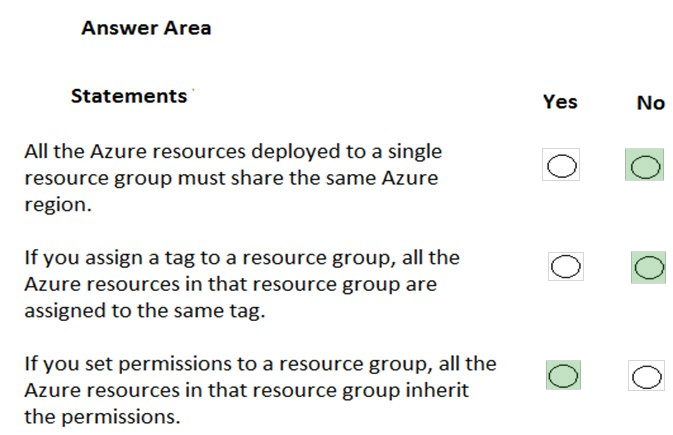 Answer Area
Statements
Yes
No
All the Azure resources deployed to a single
resource group must share the same Azure
region.
If you assign a tag to a resource group, all the
Azure resources in that resource group are
assigned to the same tag.
If you set permissions to a resource group, all the
Azure resources in that resource group inherit
the permissions.